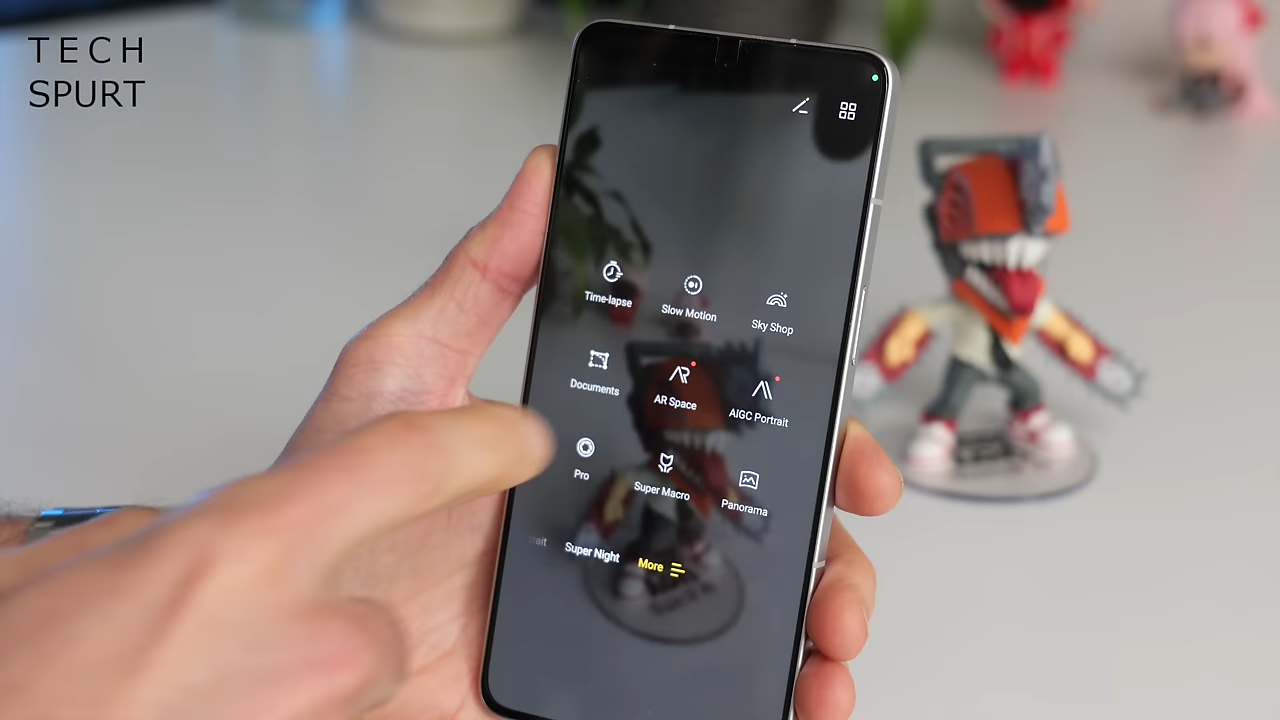 TECH
SPURT
Time-lapse
Slow Motion
Sky Shop
Documents
AR Space
AIGC Portrait
Pro
Super Macro
Panorama
Super Night
More